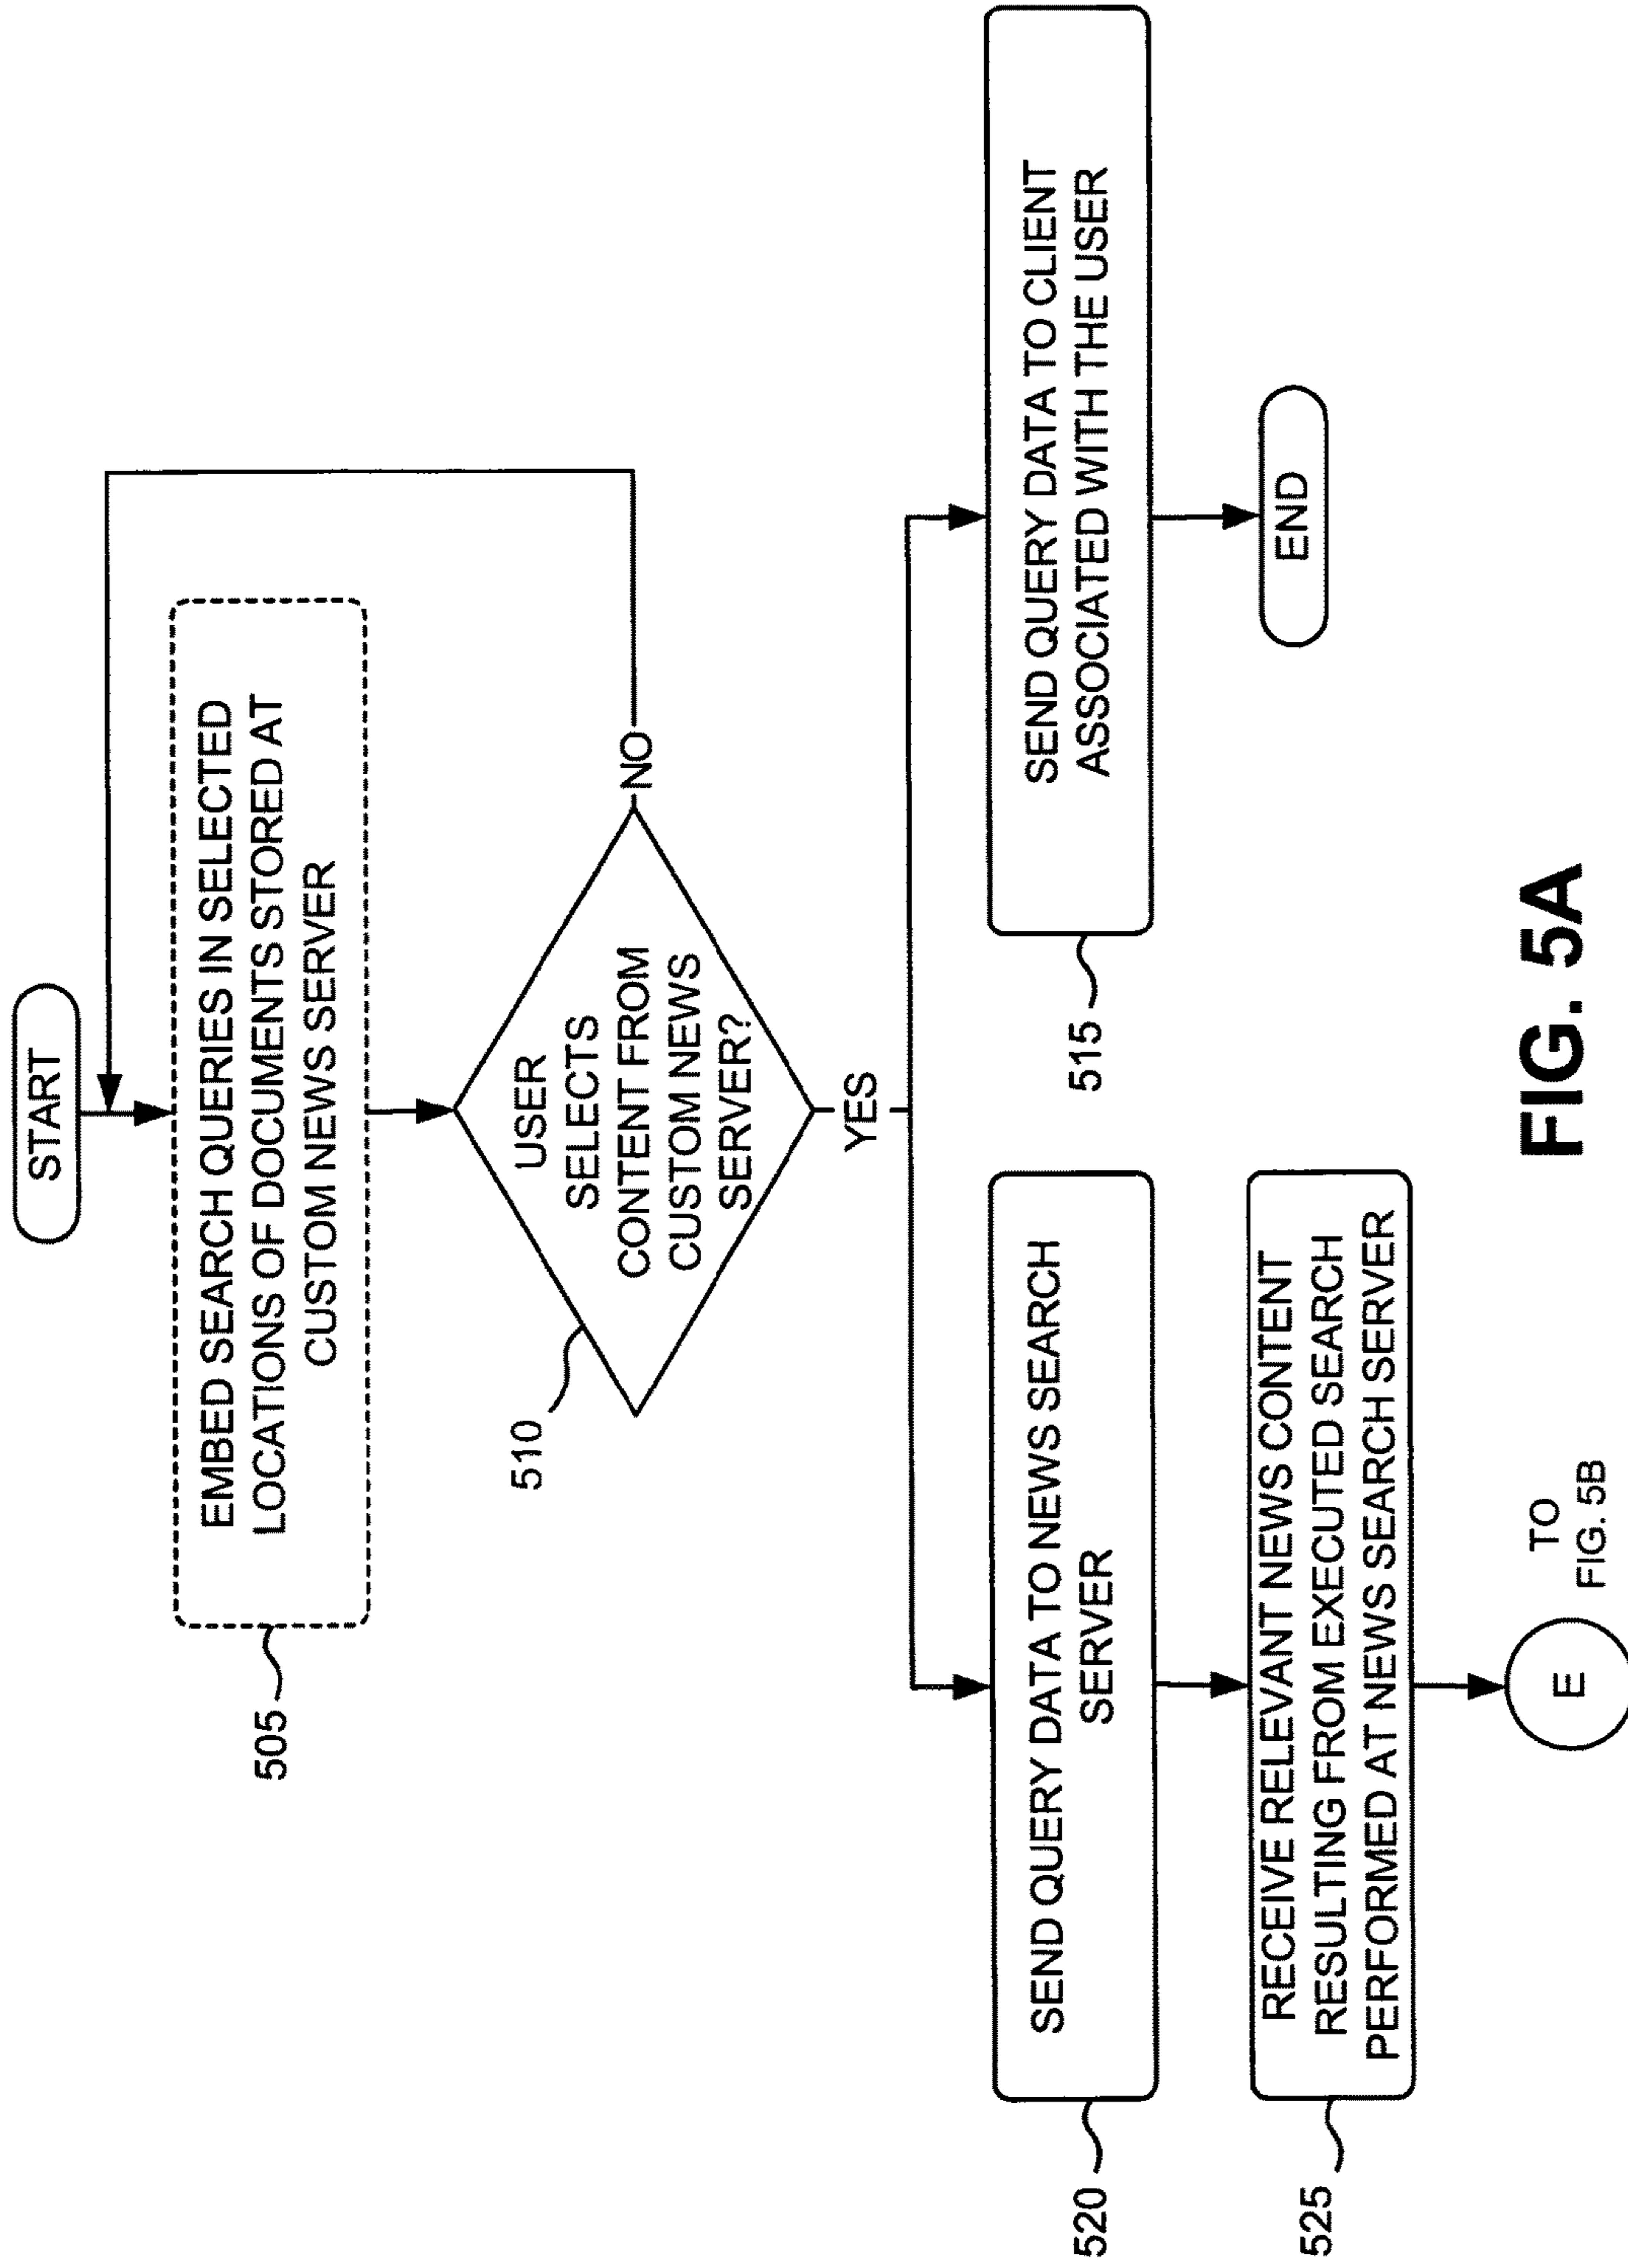 START
EMBED SEARCH QUERIES IN SELECTED
LOCATIONS OF DOCUMENTS STORED AT
CUSTOM NEWS SERVER
505
USER
SELECTS
CONTENT FROM
CUSTOM NEWS
SERVER?
510
NO
YES
SEND QUERY DATA TO NEWS SEARCH
SERVER
520
SEND QUERY DATA TO CLIENT
ASSOCIATED WITH THE USER
515
RECEIVE RELEVANT NEWS CONTENT
RESULTING FROM EXECUTED SEARCH
PERFORMED AT NEWS SEARCH SERVER
525
END
E
TO
FIG. 5B
FIG. 5A